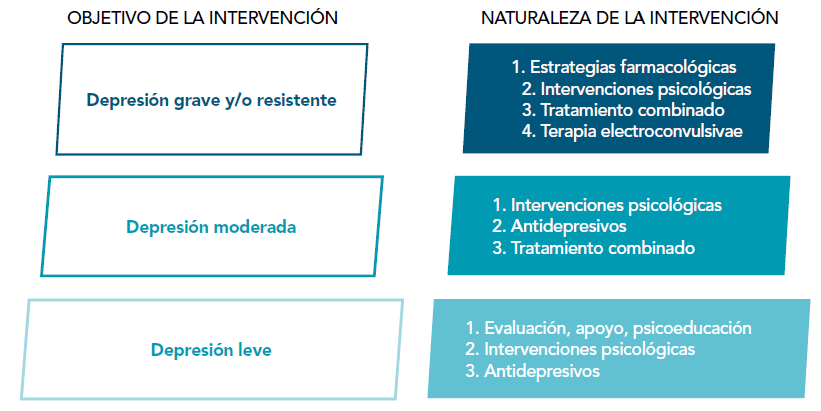 OBJETIVO DE LA INTERVENCIÓN
NATURALEZA DE LA INTERVENCIÓN
Depresión grave y/o resistente
1. Estrategias farmacológicas
2. Intervenciones psicológicas
3. Tratamiento combinado
4. Terapia electroconvulsivae
Depresión moderada
1. Intervenciones psicológicas
2. Antidepresivos
3. Tratamiento combinado
Depresión leve
1. Evaluación, apoyo, psicoeducación
2. Intervenciones psicológicas
3. Antidepresivos